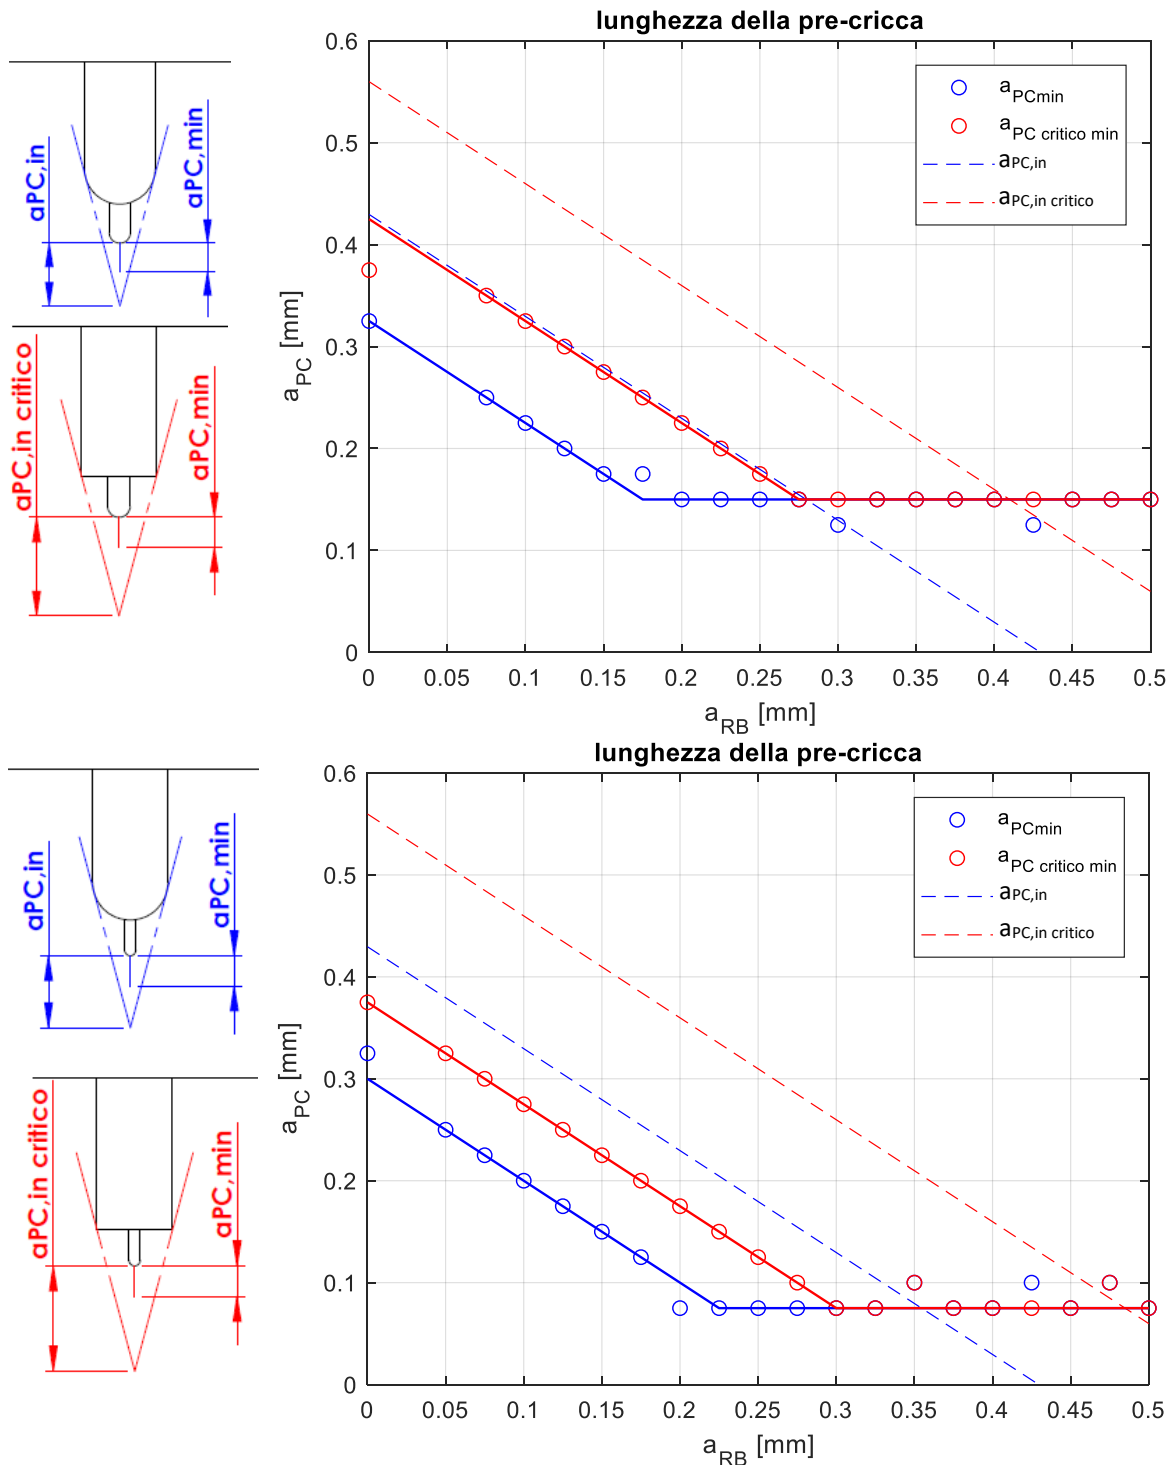 lunghezza della pre-cricca
aPC,in
aPC,min
aPC,in critico
aPC,min
0.6
0.5
0.4
0.3
0.2
0.1
0
aPC [mm]
0 0.05 0.1 0.15 0.2 0.25 0.3 0.35 0.4 0.45 0.5
aRB [mm]
aPCmin
aPC critico min
aPC,in
aPC,in critico
lunghezza della pre-cricca
aPC,in
aPC,min
aPC,in critico
aPC,min
0.6
0.5
0.4
0.3
0.2
0.1
0
aPC [mm]
0 0.05 0.1 0.15 0.2 0.25 0.3 0.35 0.4 0.45 0.5
aRB [mm]
aPCmin
aPC critico min
aPC,in
aPC,in critico